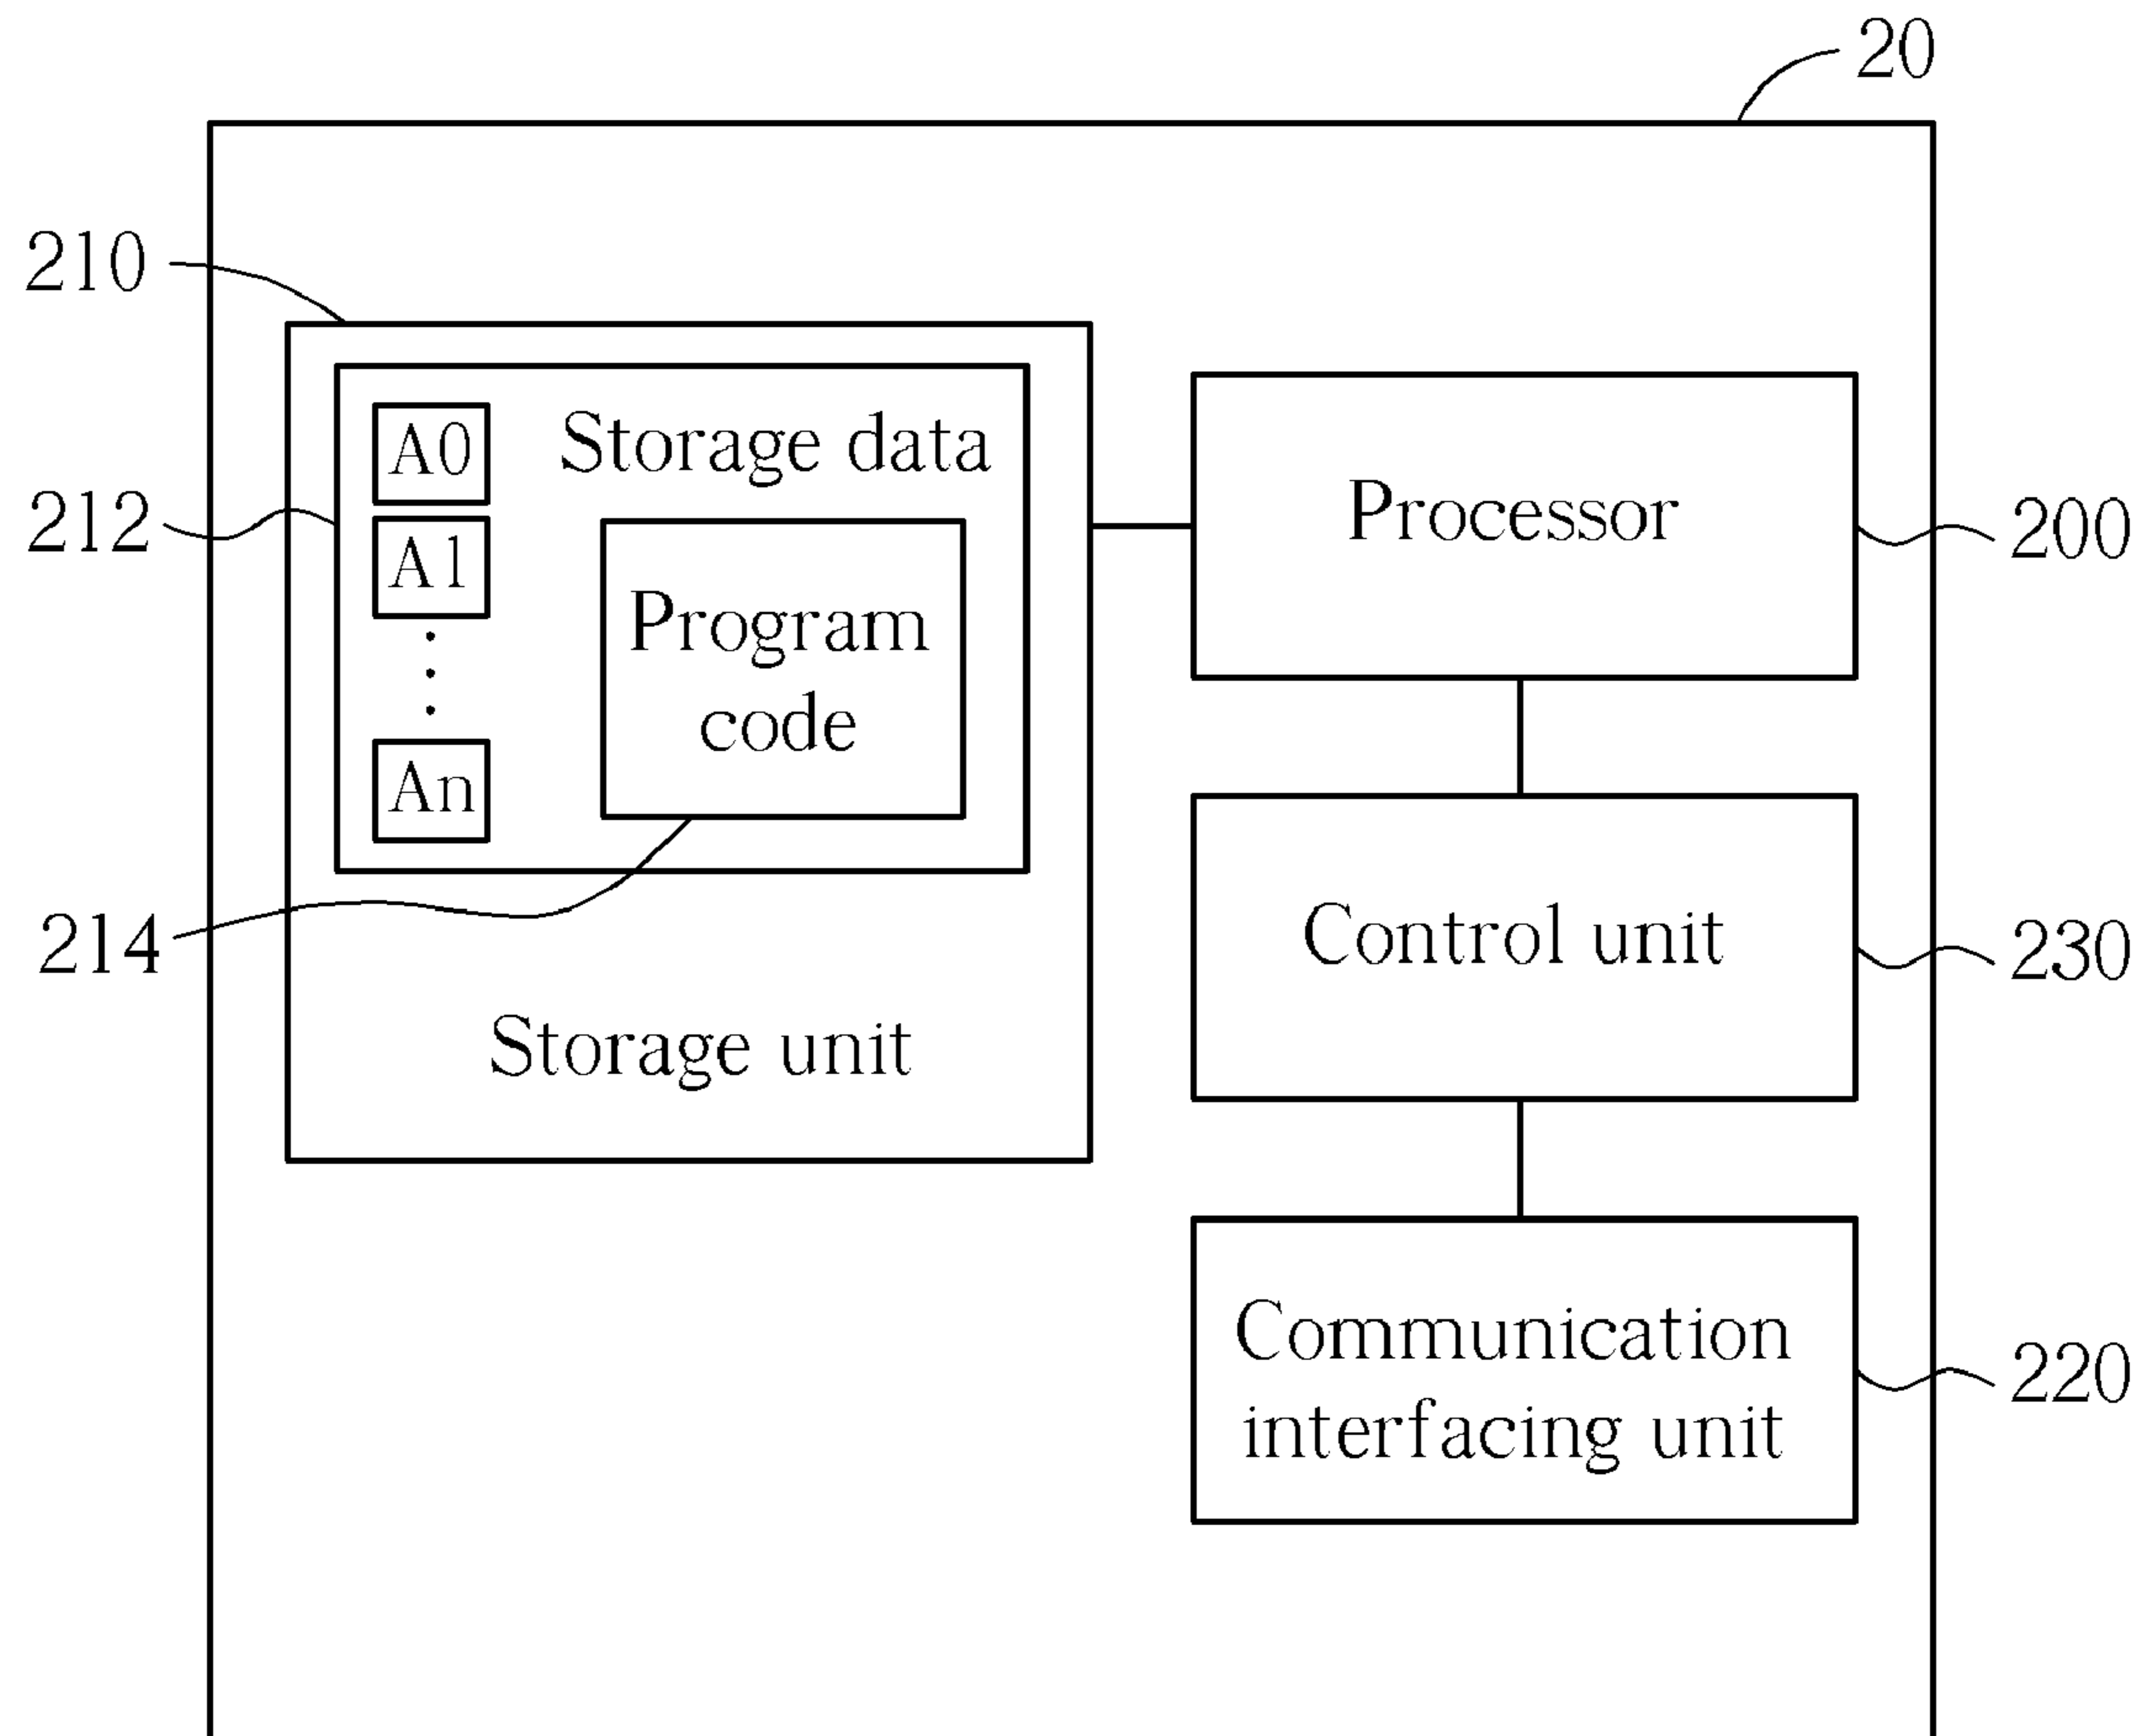 20
210
A0
Storage data
212
A1
Processor
200
Program
code
An
214
Control unit
230
Storage unit
Communication
interfacing unit
220